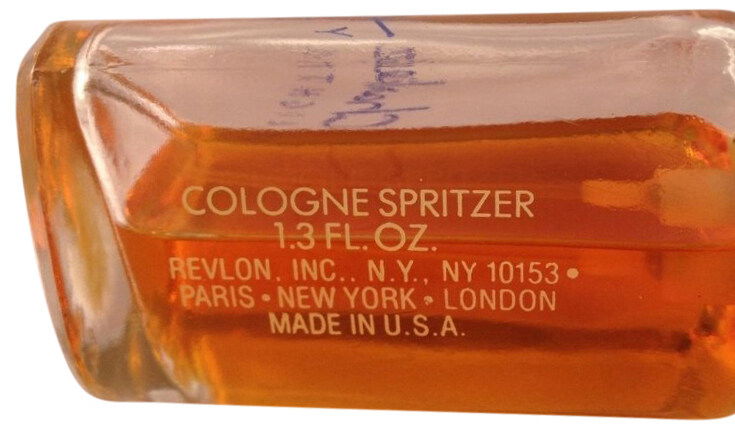 COLOGNE SPRITZER
1.3 FL. OZ.
REVLON, INC., N.Y., NY 10153 •
PARIS • NEW YORK • LONDON
MADE IN U.S.A.